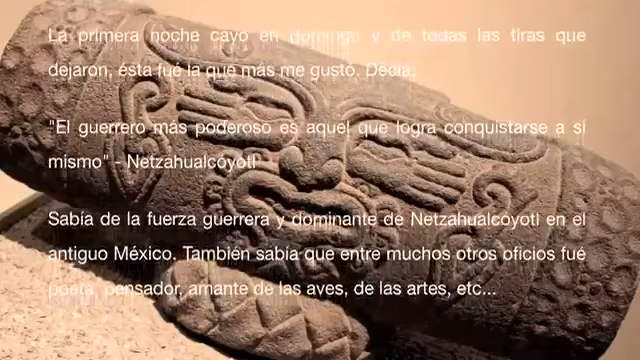 La primera noche cayó en domingo y de todas las tiras que
dejaron, ésta fué la que más me gustó. Decía,
"El guerrero más poderoso es aquel que logra conquistarse a sí
mismo" - Netzahualcóyotl
Sabía de la fuerza guerrera y dominante de Netzahualcoyotl en el
antiguo México. También sabía que entre muchos otros oficios fué
poeta, pensador, amante de las aves, de las artes, etc...